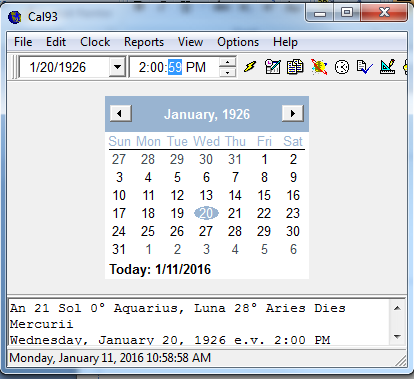 Cal93
File Edit Clock Reports View Options Help
1/20/1926 2:00:59 PM
January, 1926
Sun Mon Tue Wed Thu Fri Sat
27 28 29 30 31 1 2
3 4 5 6 7 8 9
10 11 12 13 14 15 16
17 18 19 20 21 22 23
24 25 26 27 28 29 30
31 1 2 3 4 5 6
Today: 1/11/2016
An 21 Sol 0° Aquarius, Luna 28° Aries Dies
Mercurii
Wednesday, January 20, 1926 e.v. 2:00 PM
Monday, January 11, 2016 10:58:58 AM